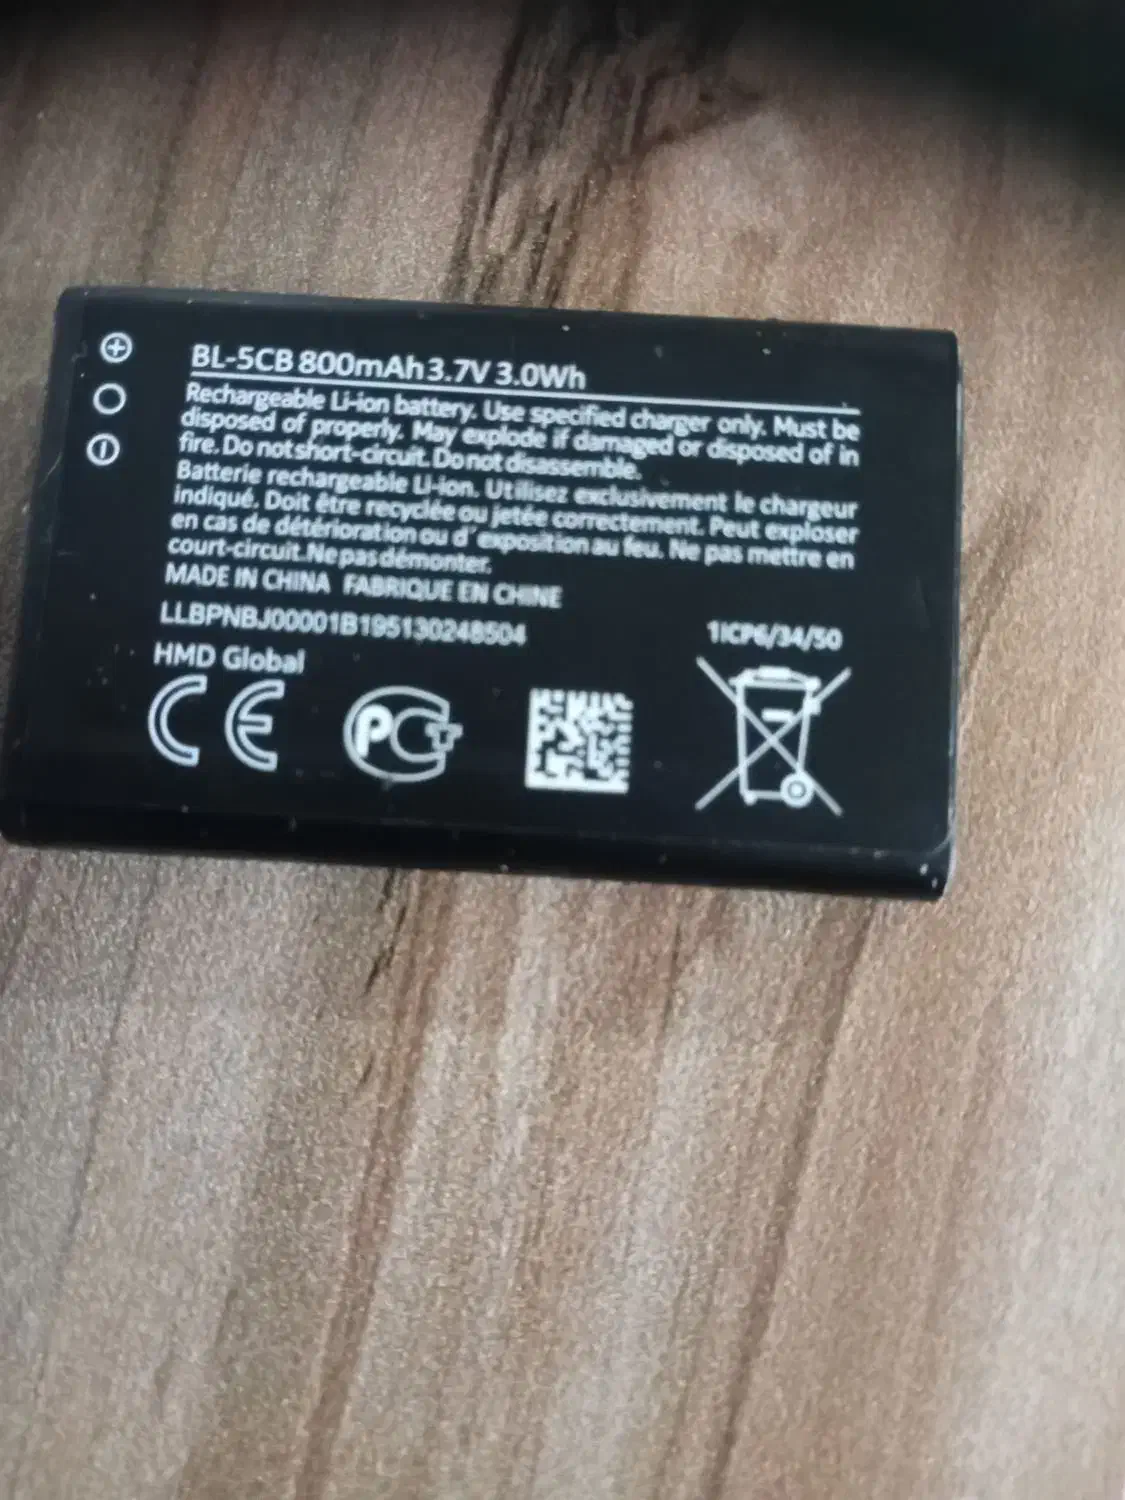 BL-5CB 800mAh 3.7V 3.0Wh
Rechargeable Li-ion battery. Use specified charger only. Must be
disposed of properly. May explode if damaged or disposed of in
fire. Do not short-circuit. Do not disassemble.
Batterie rechargeable Li-ion. Utilisez exclusivement le chargeur
indiqué. Doit être recyclée ou jetée correctement. Peut exploser
en cas de détérioration ou d'exposition au feu. Ne pas mettre en
court-circuit. Ne pas démonter.
MADE IN CHINA FABRIQUE EN CHINE
LLBPNBJ00001B195130248504
1ICP6/34/50
HMD Global
CE